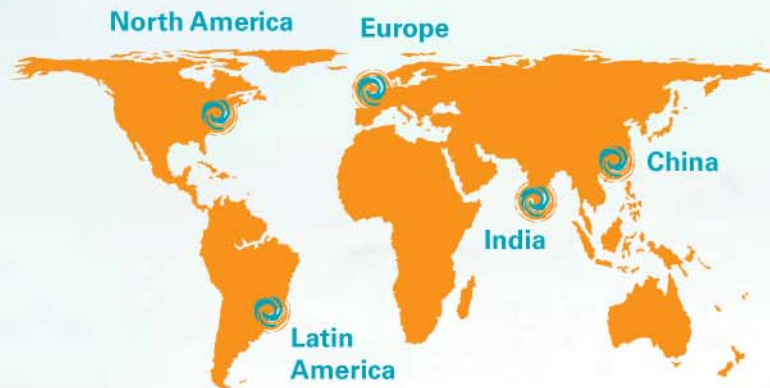 North America
Europe
China
India
Latin
America